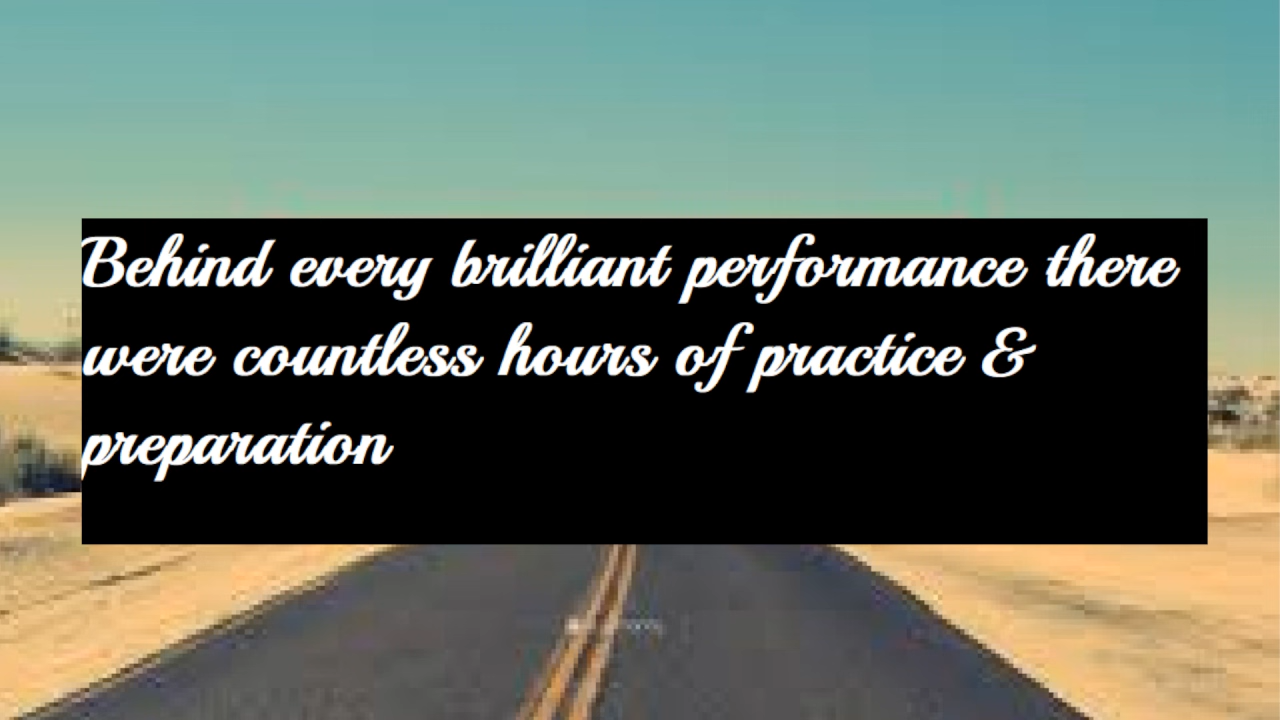 Behind every brilliant performance there
were countless hours of practice &
preparation